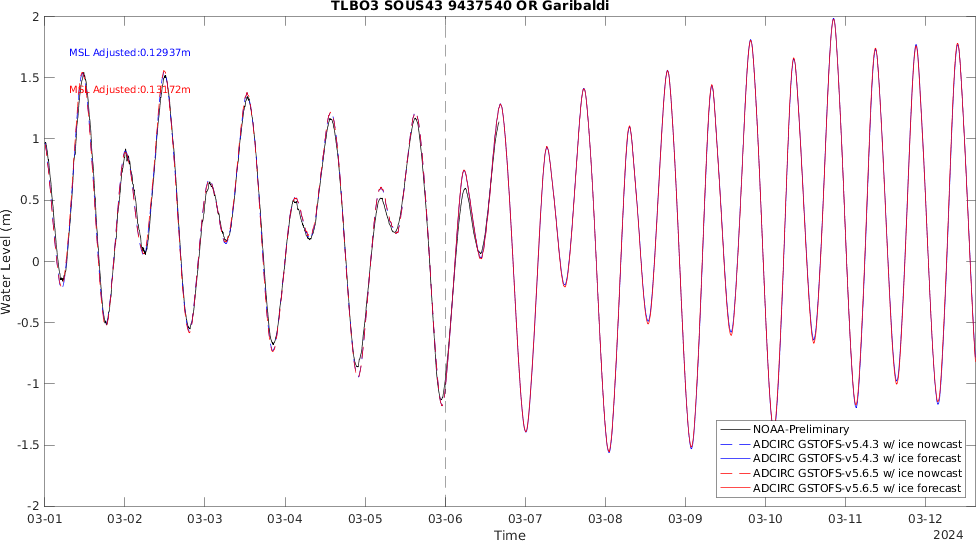 TLBO3 SOUS43 9437540 OR Garibaldi
MSL Adjusted:0.12937m
MSL Adjusted:0.13172m
2
1.5
1
0.5
0
-0.5
-1
-1.5
-2
Water Level (m)
NOAA-Preliminary
ADCIRC GSTOFS-v5.4.3 w/ ice nowcast
ADCIRC GSTOFS-v5.4.3 w/ ice forecast
ADCIRC GSTOFS-v5.6.5 w/ ice nowcast
ADCIRC GSTOFS-v5.6.5 w/ ice forecast
03-01 03-02 03-03 03-04 03-05 03-06 03-07 03-08 03-09 03-10 03-11 03-12
Time
2024